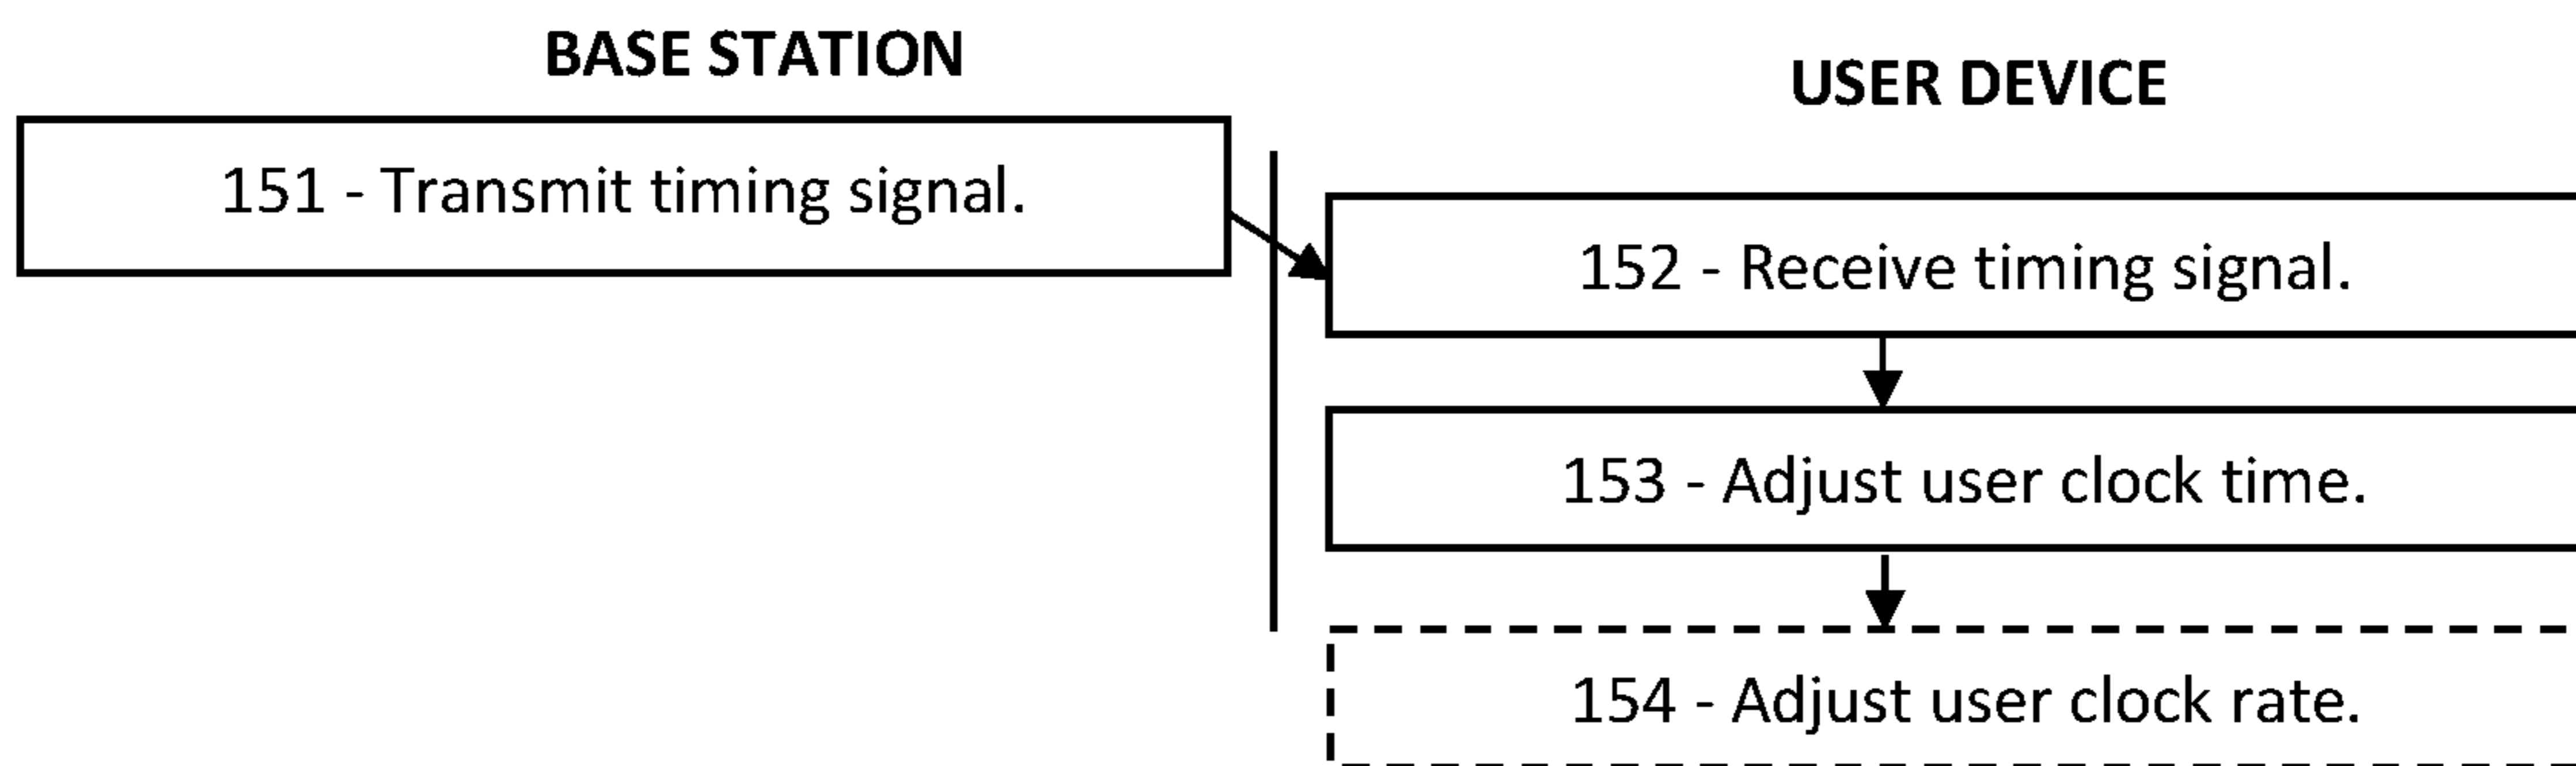 BASE STATION
USER DEVICE
151 - Transmit timing signal.
152 - Receive timing signal.
153 - Adjust user clock time.
154 - Adjust user clock rate.